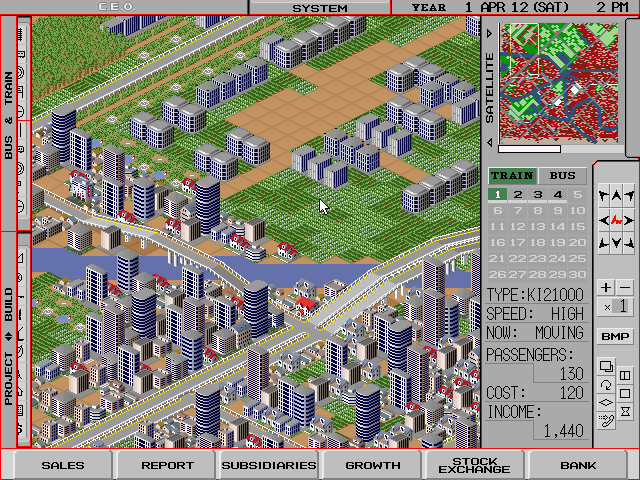 CEO SYSTEM YEAR 1 APR 12 (SAT) 2 PM
BUS & TRAIN
PROJECT ◆ BUILD
SATELLITE
TRAIN BUS
1 2 3 4 5
6 7 8 9 10
11 12 13 14 15
16 17 18 19 20
21 22 23 24 25
26 27 28 29 30
TYPE:KI21000
SPEED: HIGH
NOW: MOVING
PASSENGERS:
130
COST: 120
INCOME:
1,440
+ −
×1
BMP
SALES REPORT SUBSIDIARIES GROWTH STOCK EXCHANGE BANK